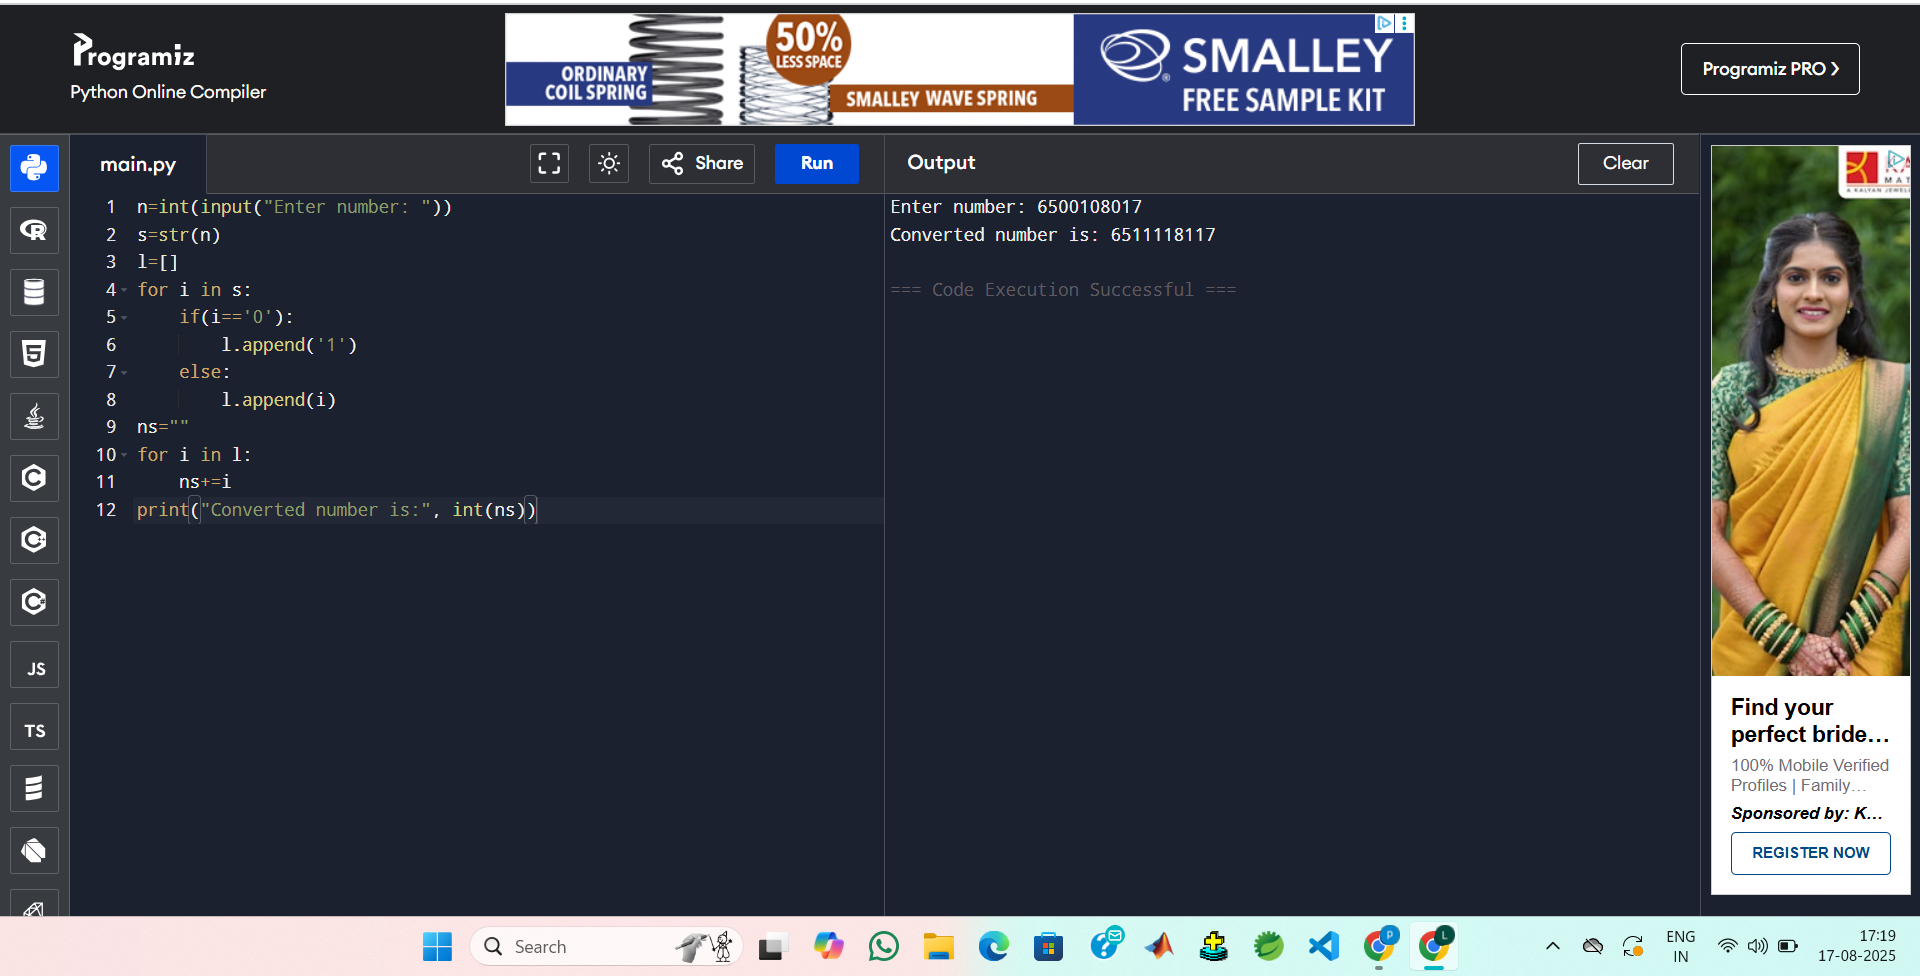 Programiz
Python Online Compiler
ORDINARY
COIL SPRING
50%
LESS SPACE
SMALLEY WAVE SPRING
SMALLEY
FREE SAMPLE KIT
Programiz PRO ❯
main.py
Share
Run
Output
Clear
1 n=int(input("Enter number: "))
2 s=str(n)
3 l=[]
4 for i in s:
5     if(i=='0'):
6         l.append('1')
7     else:
8         l.append(i)
9 ns=""
10 for i in l:
11     ns+=i
12 print("Converted number is:", int(ns))
Enter number: 6500108017
Converted number is: 6511118117
=== Code Execution Successful ===
JS
TS
A KALYAN JEWELL
Find your
perfect bride...
100% Mobile Verified
Profiles | Family...
Sponsored by: K...
REGISTER NOW
Search
P
L
ENG
IN
17:19
17-08-2025